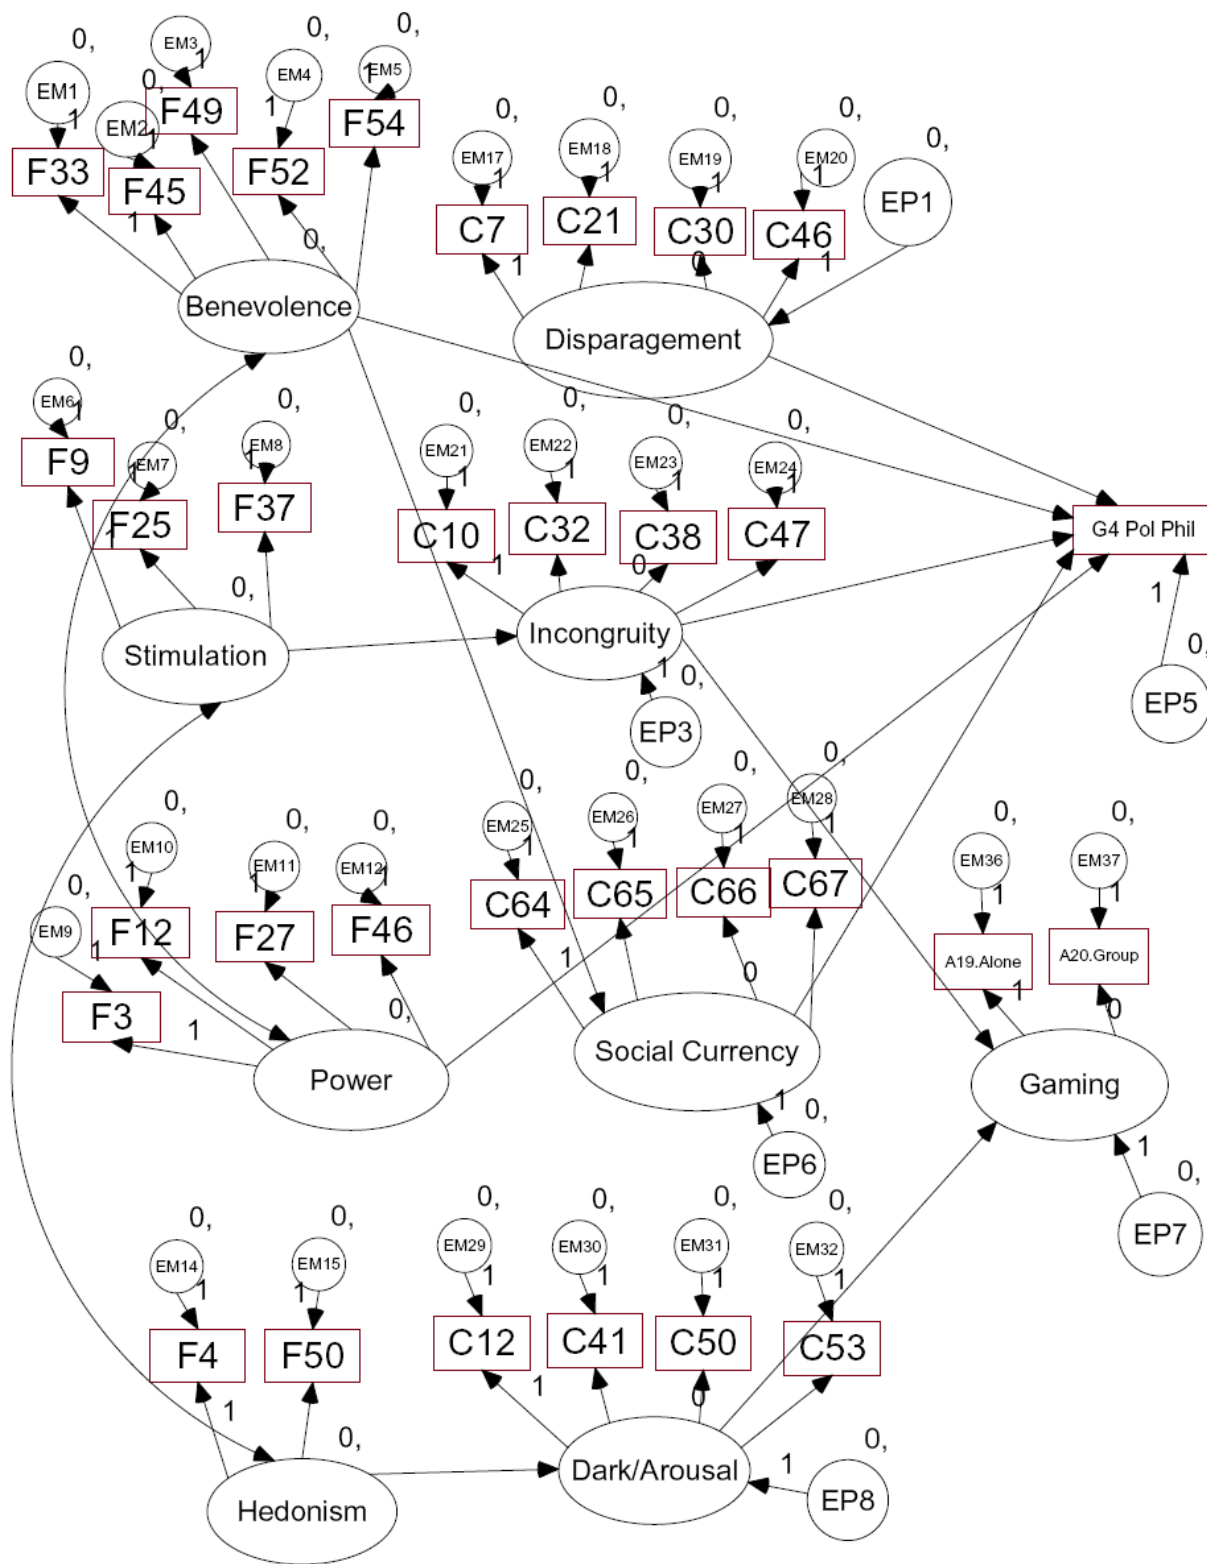 0,
EM3
0,
0,
EM4
EM5
EM1
0,
1
1
1
EM2
F49
1
1
F54
F33
F45
F52
1
0,
0,
0,
0,
0,
0,
EM17
EM18
EM19
EM20
1
1
1
1
EP1
C7
C21
C30
C46
1
0
1
Benevolence
Disparagement
0,
EM6
1
0,
0,
F9
EM7
EM8
1
1
F25
F37
1
0,
Stimulation
0,
0,
0,
0,
EM21
EM22
EM23
EM24
1
1
1
1
C10
C32
C38
C47
1
0
Incongruity
1
0,
EP3
G4 Pol Phil
1
0,
EP5
0,
0,
0,
EM10
EM11
EM12
0,
1
1
1
EM9
F12
F27
F46
1
F3
1
0,
Power
0,
0,
0,
0,
EM25
EM26
EM27
EM28
1
1
1
1
C64
C65
C66
C67
1
0
Social Currency
1
0,
EP6
0,
0,
EM36
EM37
1
1
A19.Alone
A20.Group
1
0
Gaming
1
0,
EP7
0,
0,
EM14
EM15
1
1
F4
F50
1
0,
Hedonism
0,
0,
0,
0,
EM29
EM30
EM31
EM32
1
1
1
1
C12
C41
C50
C53
1
0
Dark/Arousal
1
0,
EP8